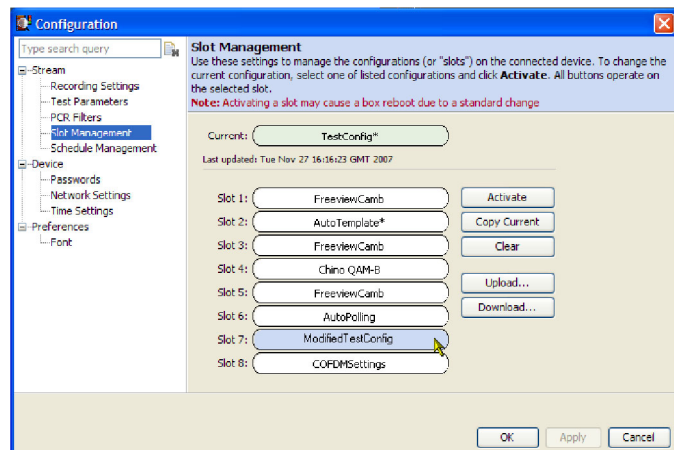 Configuration
Type search query
Stream
Recording Settings
Test Parameters
PCR Filters
Slot Management
Schedule Management
Device
Passwords
Network Settings
Time Settings
Preferences
Font
Slot Management
Use these settings to manage the configurations (or "slots") on the connected device. To change the
current configuration, select one of listed configurations and click Activate. All buttons operate on
the selected slot.
Note: Activating a slot may cause a box reboot due to a standard change
Current: TestConfig*
Last updated: Tue Nov 27 16:16:23 GMT 2007
Slot 1: FreeviewCamb
Slot 2: AutoTemplate*
Slot 3: FreeviewCamb
Slot 4: Chino QAM-B
Slot 5: FreeviewCamb
Slot 6: AutoPolling
Slot 7: ModifiedTestConfig
Slot 8: COFDMSettings
Activate
Copy Current
Clear
Upload...
Download...
OK Apply Cancel